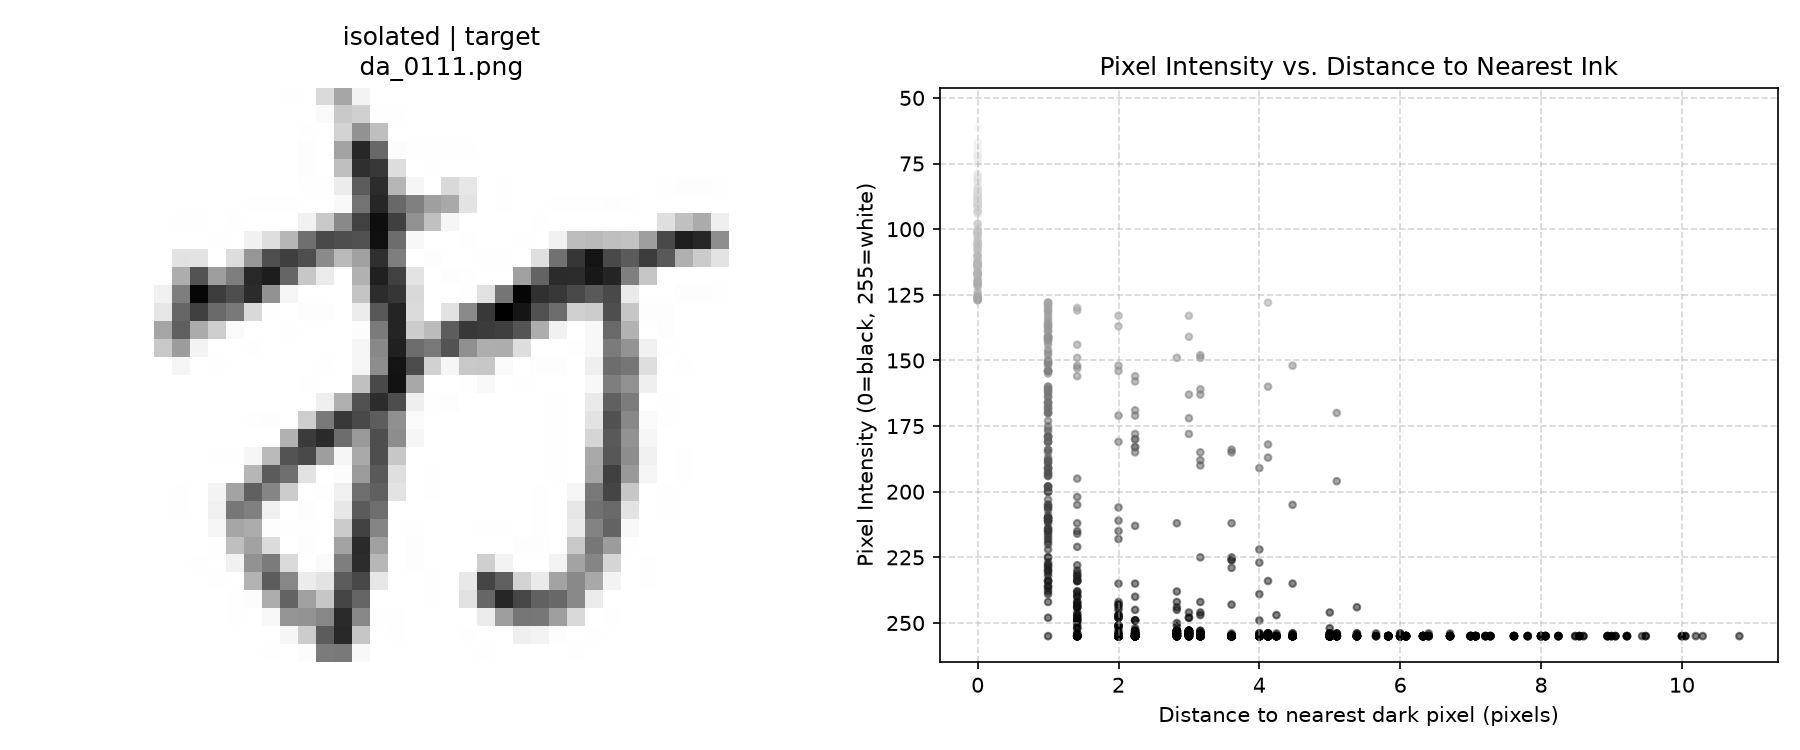 isolated | target
da_0111.png
Pixel Intensity vs. Distance to Nearest Ink
Pixel Intensity (0=black, 255=white)
50
75
100
125
150
175
200
225
250
0 2 4 6 8 10
Distance to nearest dark pixel (pixels)